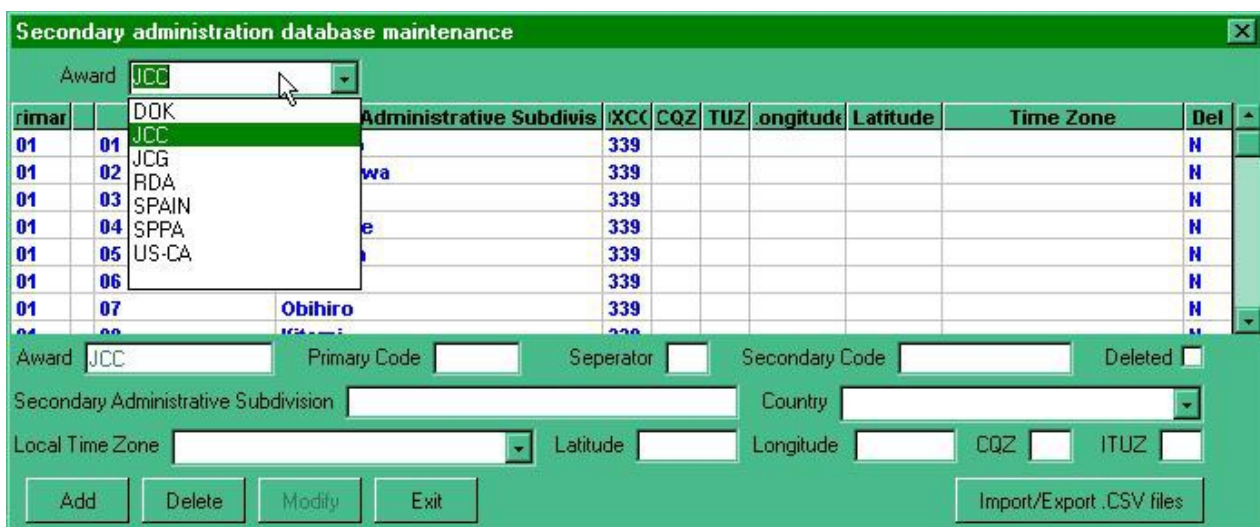 Secondary administration database maintenance
Award JCC
DOK
JCC
JCG
RDA
SPAIN
SPPA
US-CA
rimar Administrative Subdivis CQZ TUZ .ongitude Latitude Time Zone Del
01 01 339 N
01 02 wa 339 N
01 03 339 N
01 04 e 339 N
01 05 339 N
01 06 339 N
01 07 Obihiro 339 N
Award JCC Primary Code Seperator Secondary Code Deleted
Secondary Administrative Subdivision Country
Local Time Zone Latitude Longitude CQZ ITUZ
Add Delete Modify Exit Import/Export .CSV files